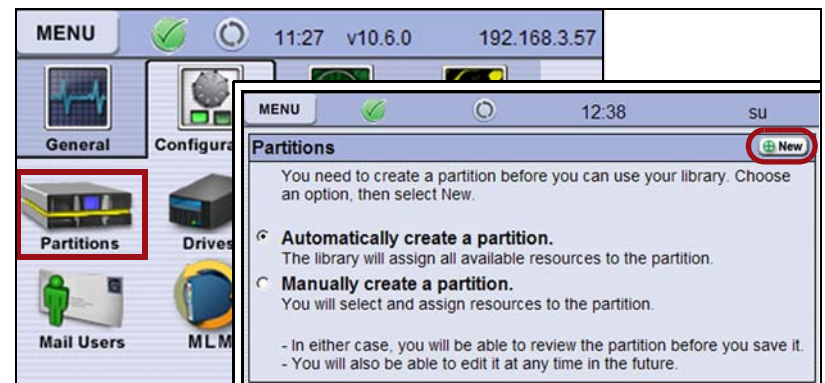 MENU 11:27 v10.6.0 192.168.3.57
General
Configura
Partitions
Drives
Mail Users
MLM
MENU 12:38 su
Partitions
New
You need to create a partition before you can use your library. Choose
an option, then select New.
Automatically create a partition.
The library will assign all available resources to the partition.
Manually create a partition.
You will select and assign resources to the partition.
- In either case, you will be able to review the partition before you save it.
- You will also be able to edit it at any time in the future.